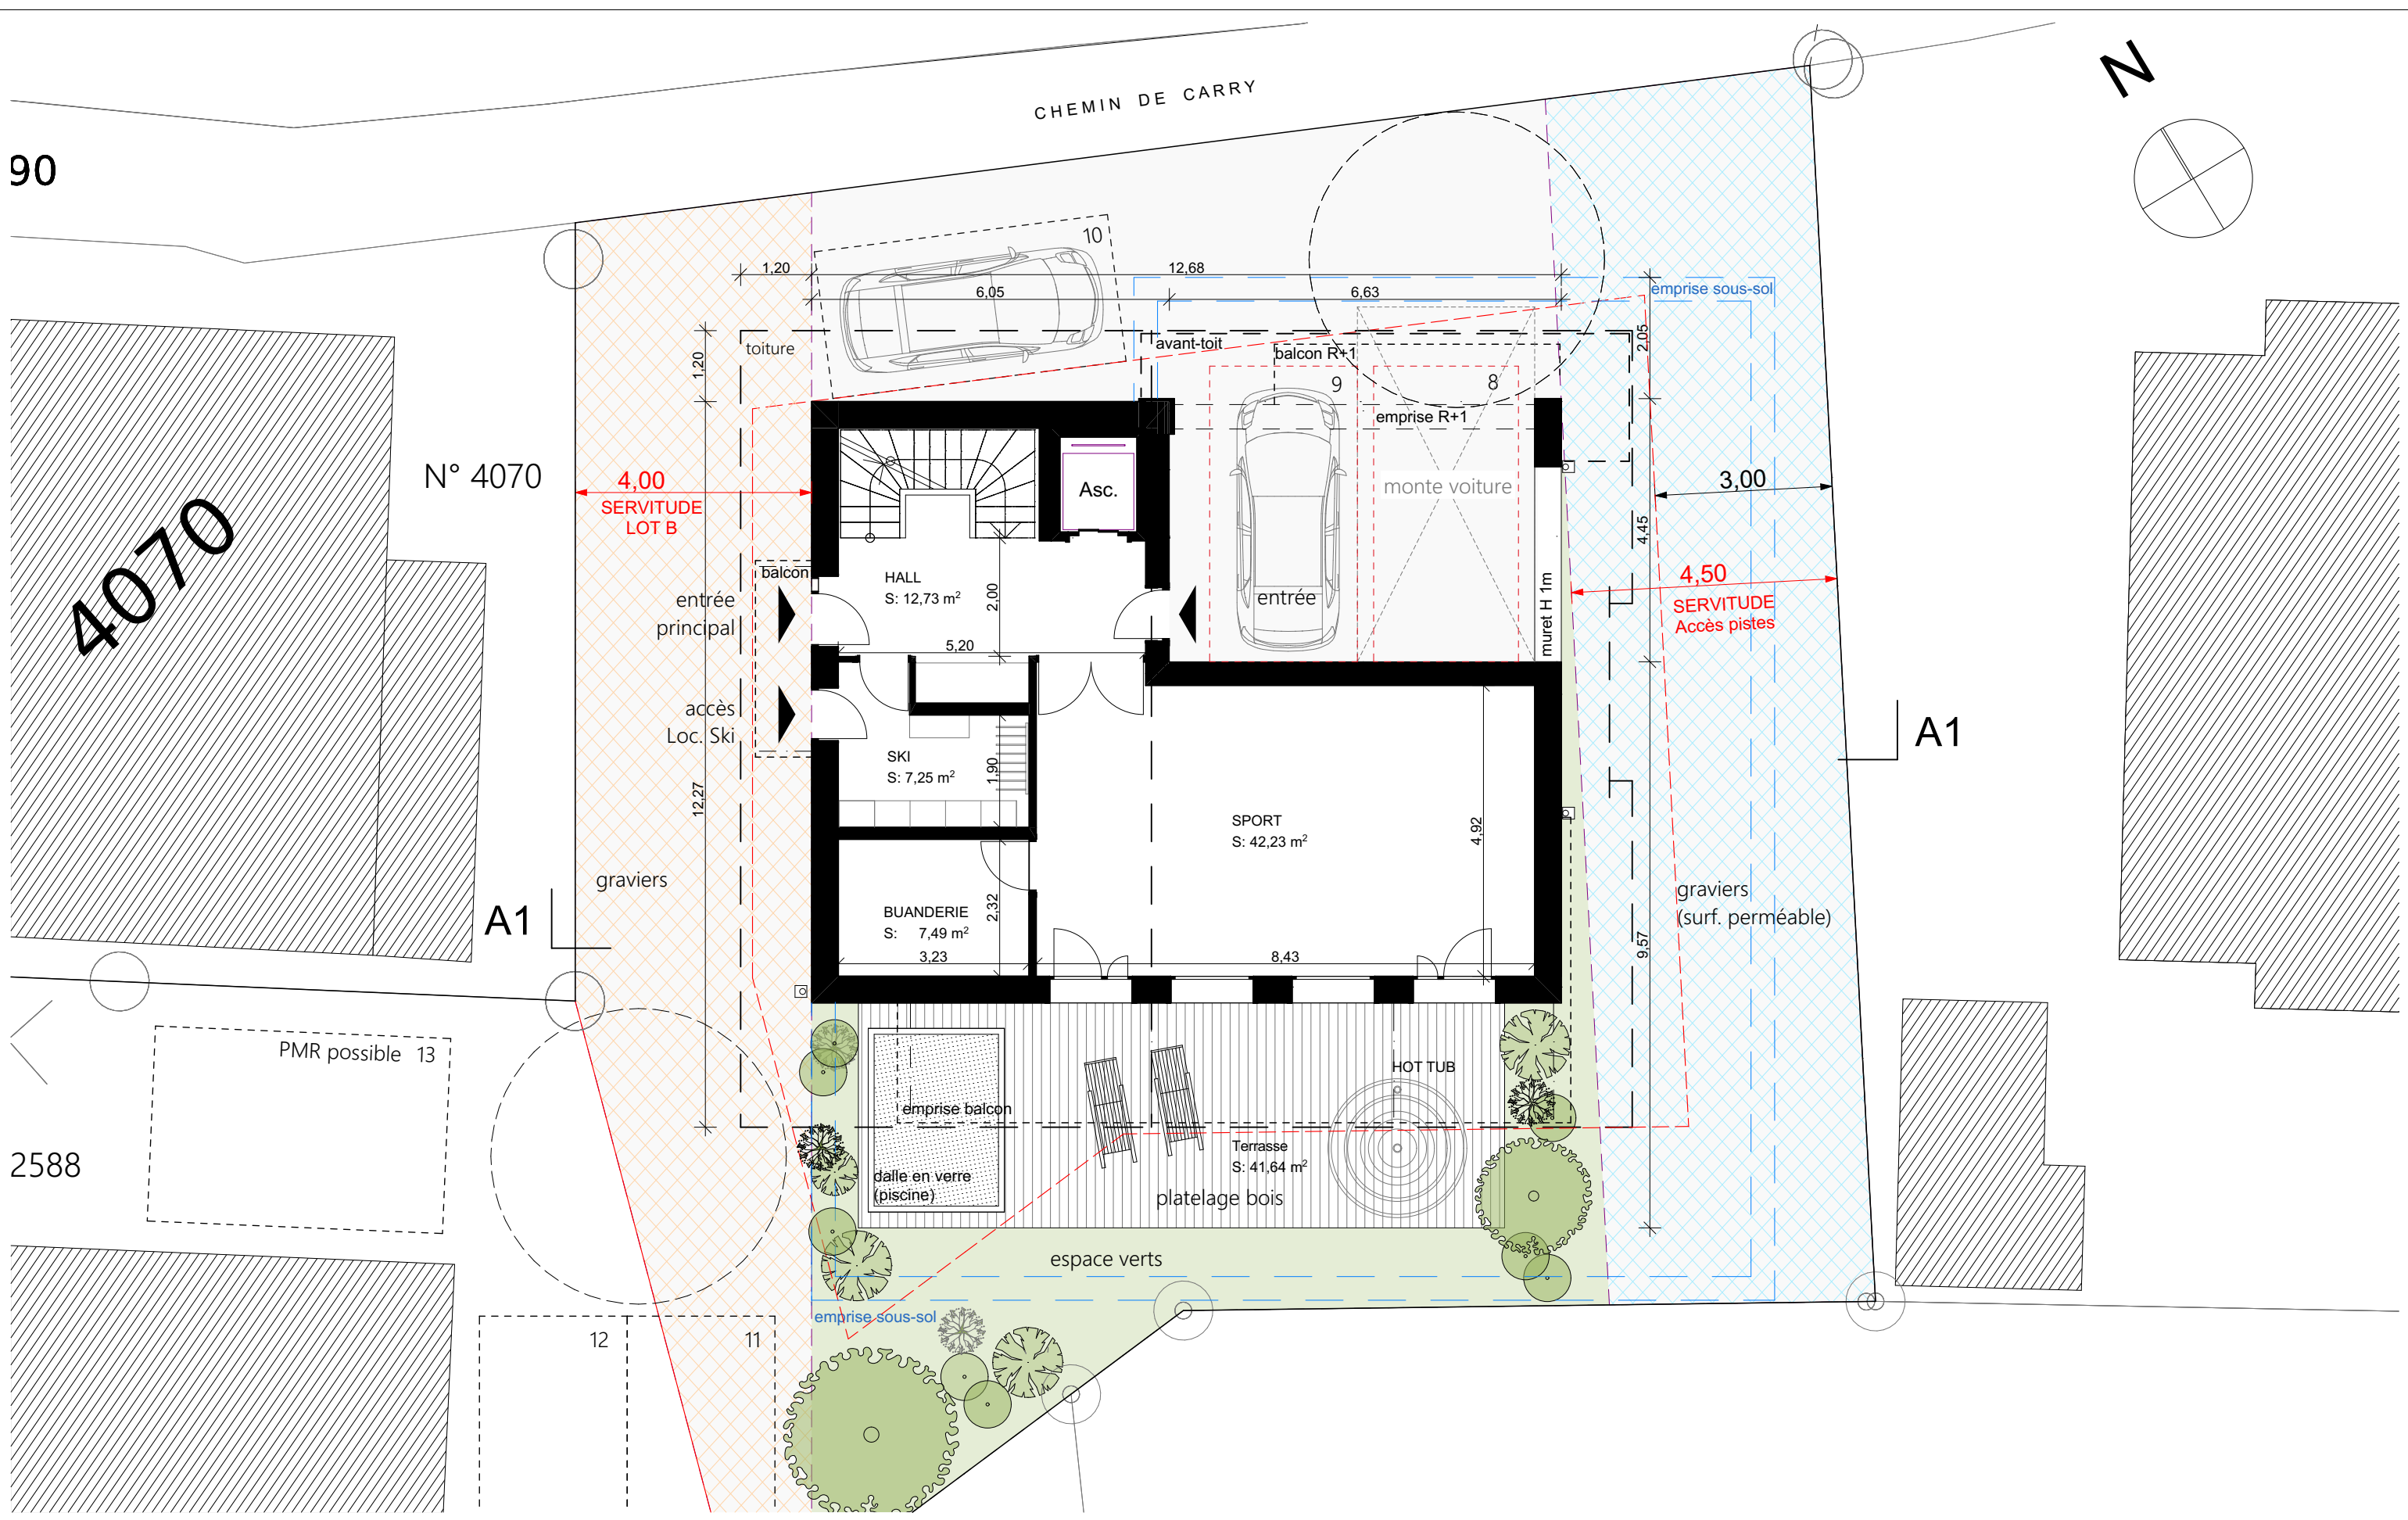 CHEMIN DE CARRY
N
90
10
1,20
12,68
emprise sous-sol
6,05
6,63
2,05
toiture
avant-toit
balcon R+1
1,20
9
8
emprise R+1
N° 4070
4,00
SERVITUDE
LOT B
Asc.
monte voiture
3,00
4070
4,45
balcon
HALL
S: 12,73 m²
2,00
entrée
principal
entrée
muret H 1m
4,50
SERVITUDE
Accès pistes
5,20
accès
Loc. Ski
A1
SKI
S: 7,25 m²
1,90
12,27
SPORT
S: 42,23 m²
4,92
graviers
graviers
(surf. perméable)
A1
BUANDERIE
S: 7,49 m²
2,32
9,57
3,23
8,43
PMR possible 13
HOT TUB
emprise balcon
Terrasse
S: 41,64 m²
2588
dalle en verre
(piscine)
platelage bois
espace verts
emprise sous-sol
12
11